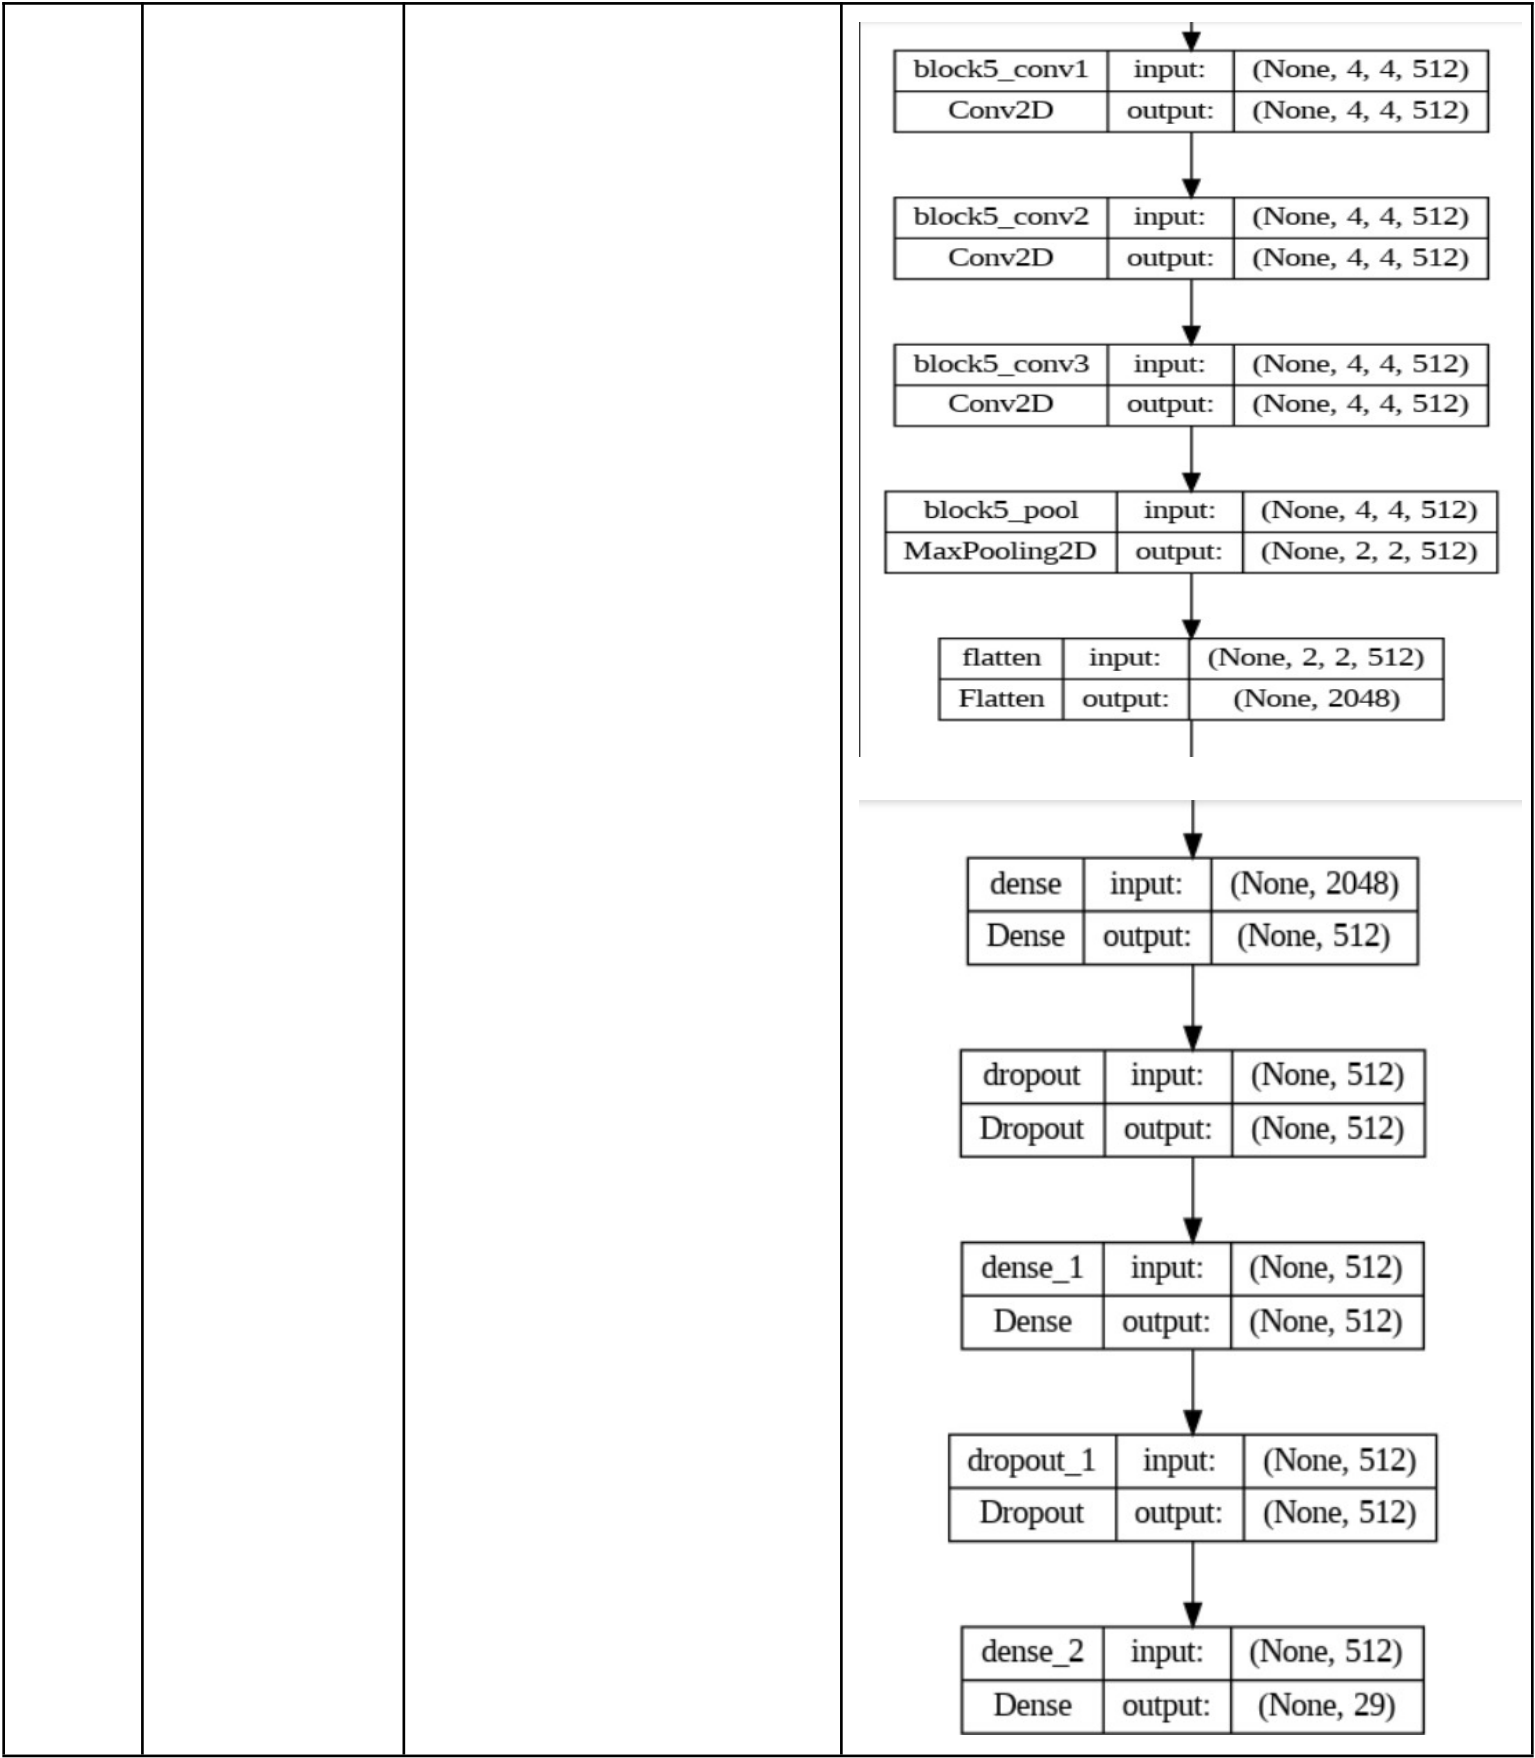 block5_conv1 input: (None, 4, 4, 512)
Conv2D output: (None, 4, 4, 512)
block5_conv2 input: (None, 4, 4, 512)
Conv2D output: (None, 4, 4, 512)
block5_conv3 input: (None, 4, 4, 512)
Conv2D output: (None, 4, 4, 512)
block5_pool input: (None, 4, 4, 512)
MaxPooling2D output: (None, 2, 2, 512)
flatten input: (None, 2, 2, 512)
Flatten output: (None, 2048)
dense input: (None, 2048)
Dense output: (None, 512)
dropout input: (None, 512)
Dropout output: (None, 512)
dense_1 input: (None, 512)
Dense output: (None, 512)
dropout_1 input: (None, 512)
Dropout output: (None, 512)
dense_2 input: (None, 512)
Dense output: (None, 29)